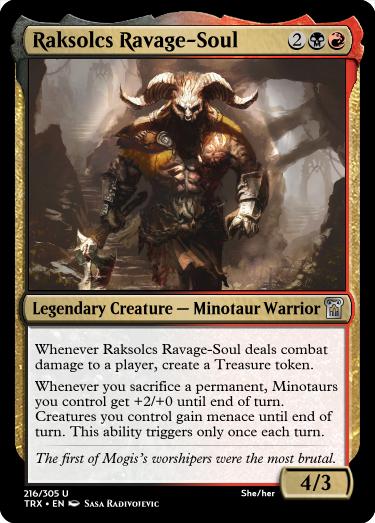 Raksolcs Ravage-Soul 2
Legendary Creature — Minotaur Warrior
Whenever Raksolcs Ravage-Soul deals combat
damage to a player, create a Treasure token.
Whenever you sacrifice a permanent, Minotaurs
you control get +2/+0 until end of turn.
Creatures you control gain menace until end of
turn. This ability triggers only once each turn.
The first of Mogis's worshipers were the most brutal.
4/3
216/305 U She/her
TRX • EN Sasa Radivojevic